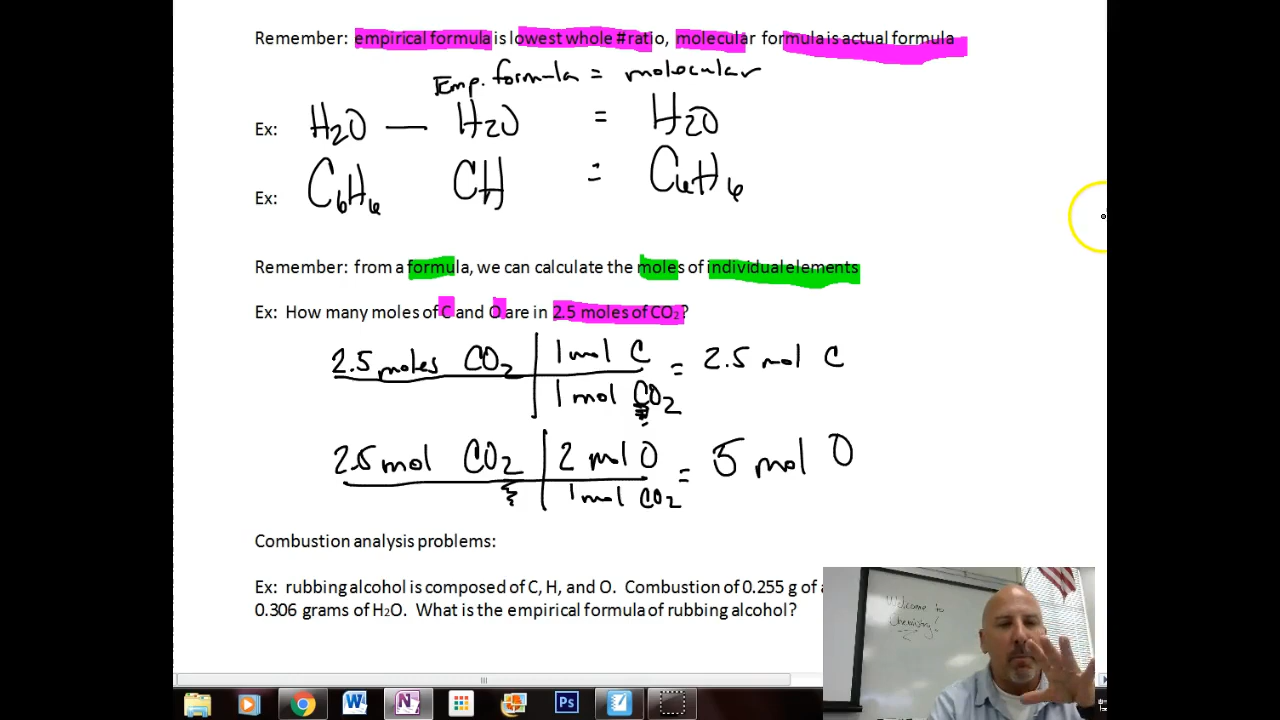 Remember: empirical formula is lowest whole # ratio, molecular formula is actual formula
Emp. formula = molecular
Ex: H2O — H2O = H2O
Ex: C6H6 CH = C6H6
Remember: from a formula, we can calculate the moles of individual elements
Ex: How many moles of C and O are in 2.5 moles of CO₂?
2.5 moles CO2 | 1 mol C = 2.5 mol C
1 mol CO2
2.5 mol CO2 | 2 mol O = 5 mol O
1 mol CO2
Combustion analysis problems:
Ex: rubbing alcohol is composed of C, H, and O. Combustion of 0.255 g of
0.306 grams of H₂O. What is the empirical formula of rubbing alcohol?
Welcome to
Chemistry!
W
N
Ps